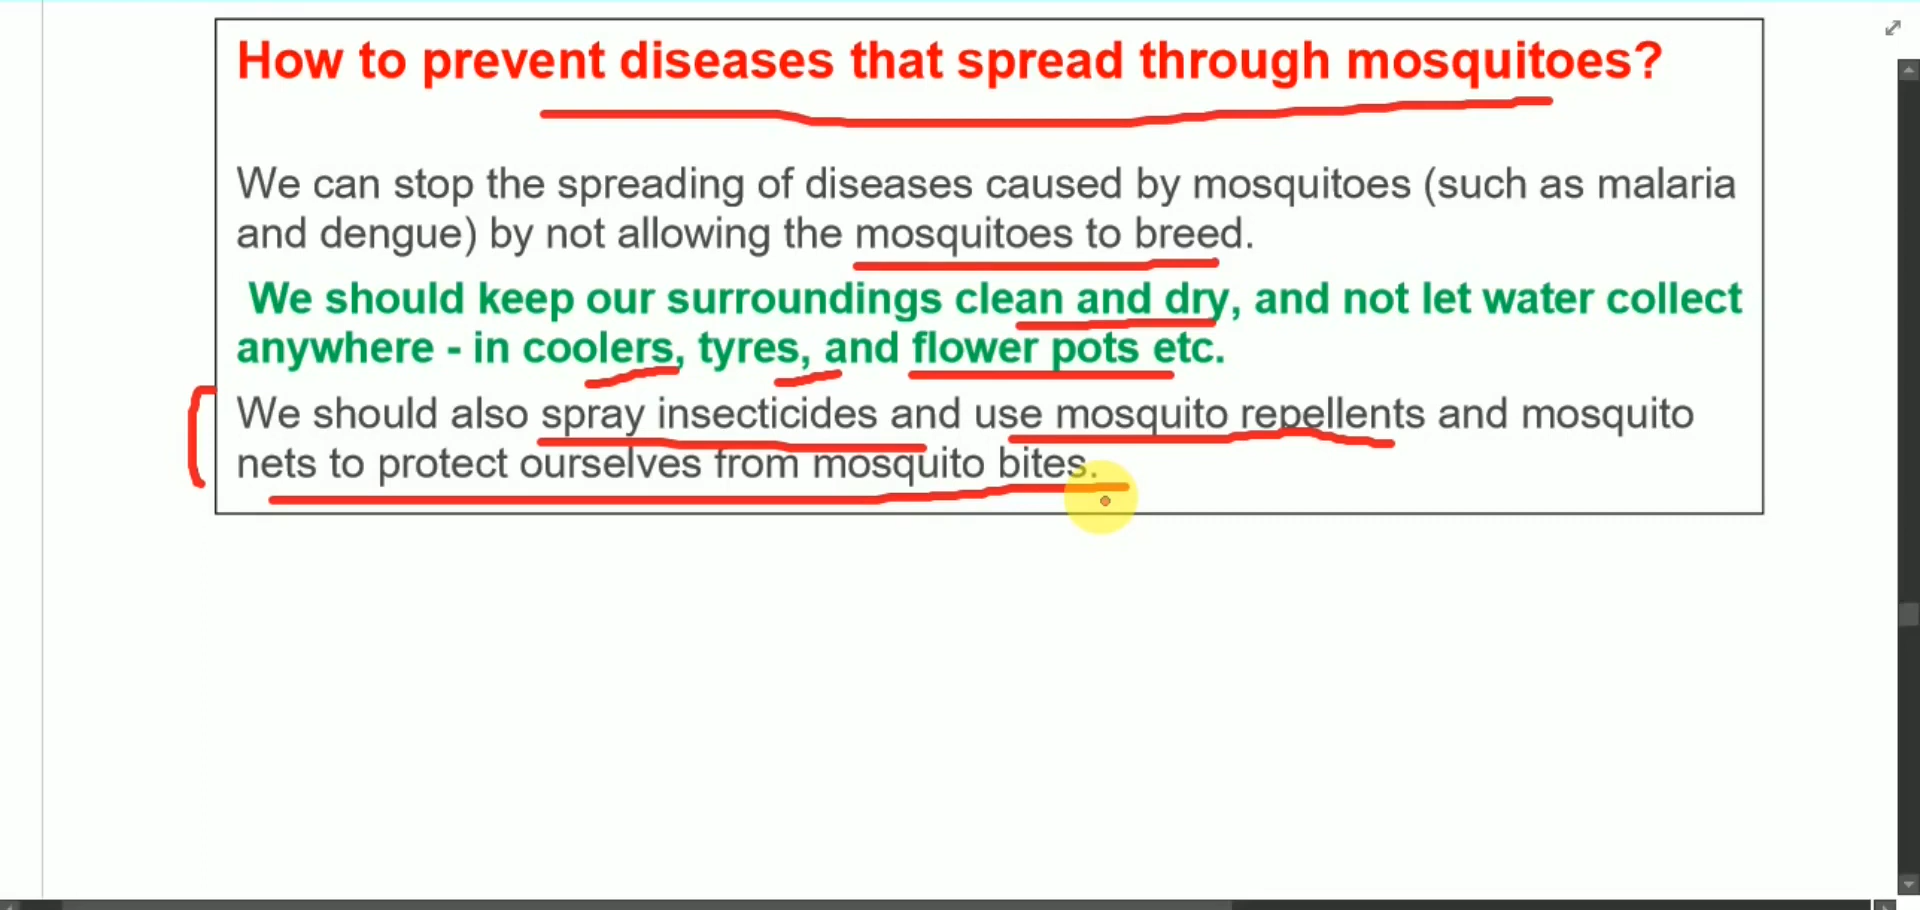 How to prevent diseases that spread through mosquitoes?
We can stop the spreading of diseases caused by mosquitoes (such as malaria
and dengue) by not allowing the mosquitoes to breed.
We should keep our surroundings clean and dry, and not let water collect
anywhere - in coolers, tyres, and flower pots etc.
We should also spray insecticides and use mosquito repellents and mosquito
nets to protect ourselves from mosquito bites.